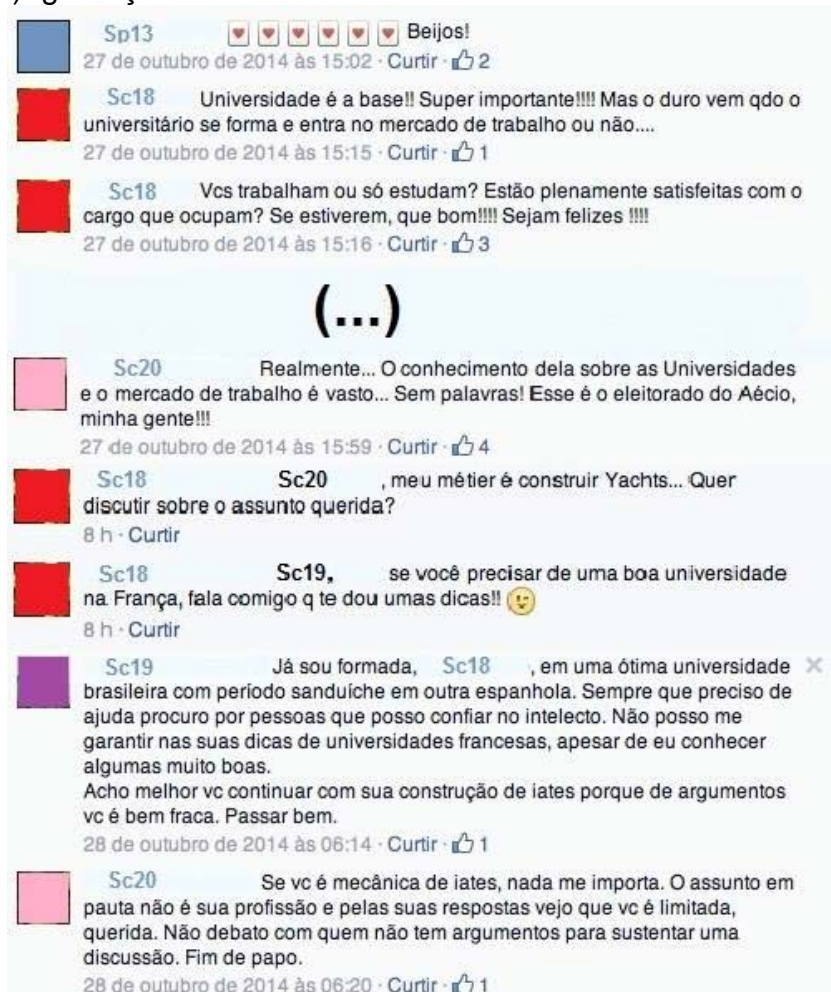 Sp13 Beijos!
27 de outubro de 2014 às 15:02 · Curtir · 2
Sc18 Universidade é a base!! Super importante!!!! Mas o duro vem qdo o
universitário se forma e entra no mercado de trabalho ou não....
27 de outubro de 2014 às 15:15 · Curtir · 1
Sc18 Vcs trabalham ou só estudam? Estão plenamente satisfeitas com o
cargo que ocupam? Se estiverem, que bom!!!! Sejam felizes !!!!
27 de outubro de 2014 às 15:16 · Curtir · 3
(...)
Sc20 Realmente... O conhecimento dela sobre as Universidades
e o mercado de trabalho é vasto... Sem palavras! Esse é o eleitorado do Aécio,
minha gente!!!
27 de outubro de 2014 às 15:59 · Curtir · 4
Sc18 Sc20 , meu métier é construir Yachts... Quer
discutir sobre o assunto querida?
8 h · Curtir
Sc18 Sc19, se você precisar de uma boa universidade
na França, fala comigo q te dou umas dicas!!
8 h · Curtir
Sc19 Já sou formada, Sc18 , em uma ótima universidade
brasileira com período sanduíche em outra espanhola. Sempre que preciso de
ajuda procuro por pessoas que posso confiar no intelecto. Não posso me
garantir nas suas dicas de universidades francesas, apesar de eu conhecer
algumas muito boas.
Acho melhor vc continuar com sua construção de iates porque de argumentos
vc é bem fraca. Passar bem.
28 de outubro de 2014 às 06:14 · Curtir · 1
Sc20 Se vc é mecânica de iates, nada me importa. O assunto em
pauta não é sua profissão e pelas suas respostas vejo que vc é limitada,
querida. Não debato com quem não tem argumentos para sustentar uma
discussão. Fim de papo.
28 de outubro de 2014 às 06:20 · Curtir · 1